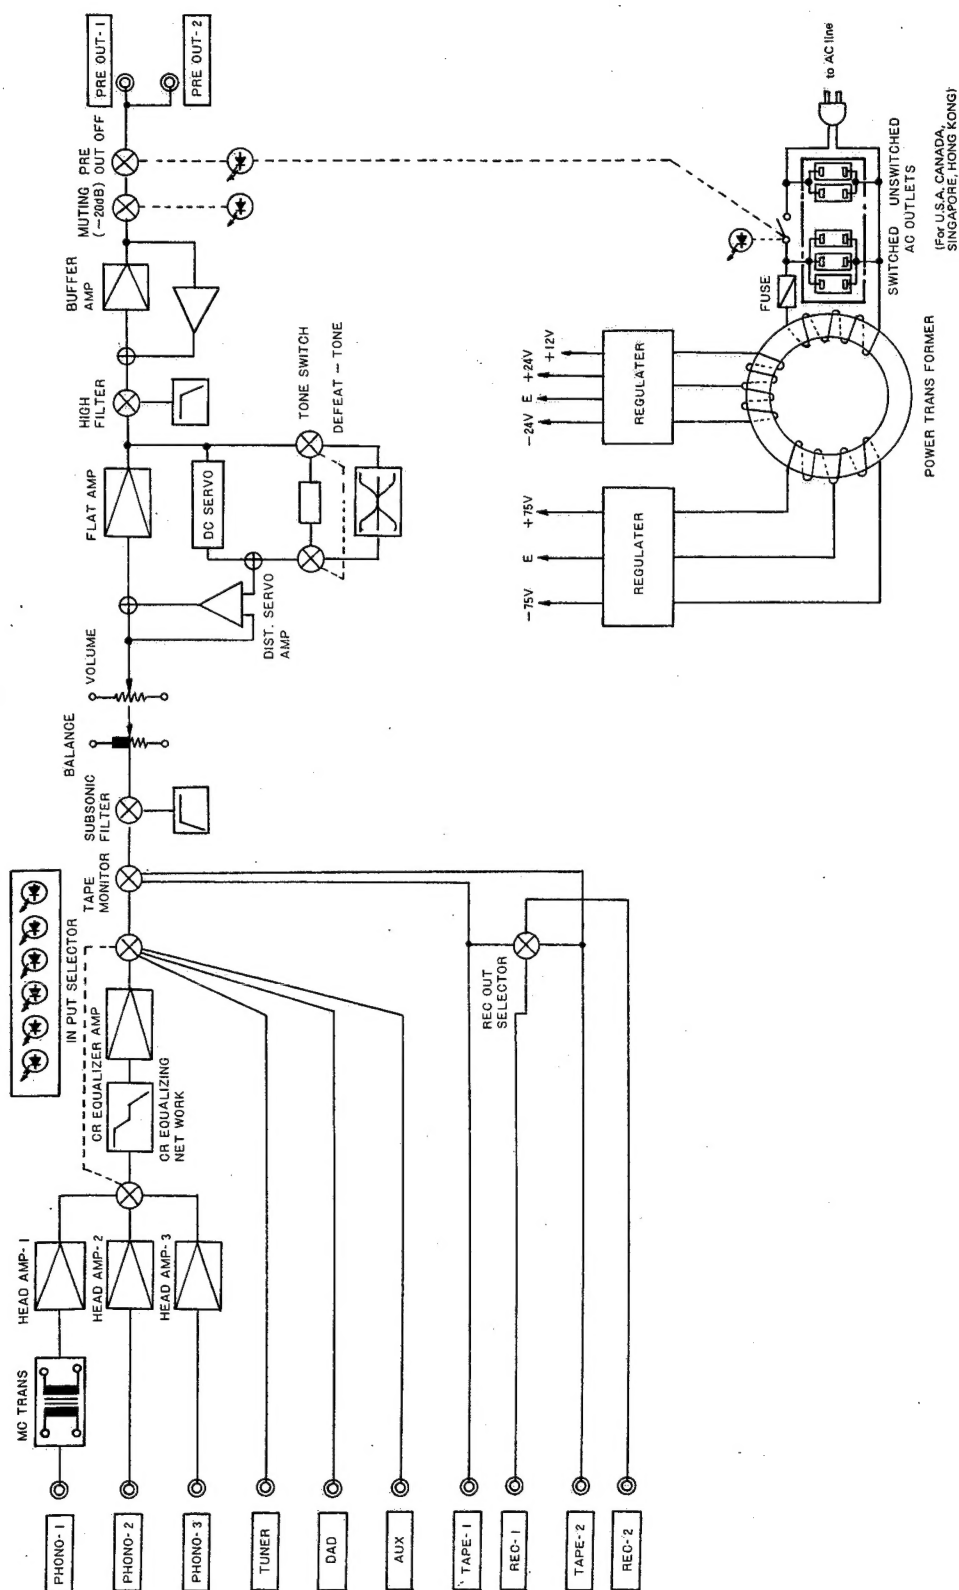 PHONO-1
PHONO-2
PHONO-3
TUNER
DAD
AUX
TAPE-1
REC-1
TAPE-2
REC-2
MC TRANS
HEAD AMP-1
HEAD AMP-2
HEAD AMP-3
CR EQUALIZER AMP
CR EQUALIZING
NET WORK
IN PUT SELECTOR
TAPE
MONITOR
REC OUT
SELECTOR
SUBSONIC
FILTER
BALANCE
VOLUME
DIST. SERVO
AMP
FLAT AMP
DC SERVO
TONE SWITCH
DEFEAT-TONE
HIGH
FILTER
BUFFER
AMP
MUTING
(-20dB)
PRE
OUT OFF
PRE OUT-1
PRE OUT-2
-75V
E
+75V
REGULATER
-24V
E
+24V
+12V
REGULATER
POWER TRANS FORMER
FUSE
SWITCHED UNSWITCHED
AC OUTLETS
to AC line
(For U.S.A, CANADA,
SINGAPORE, HONG KONG)